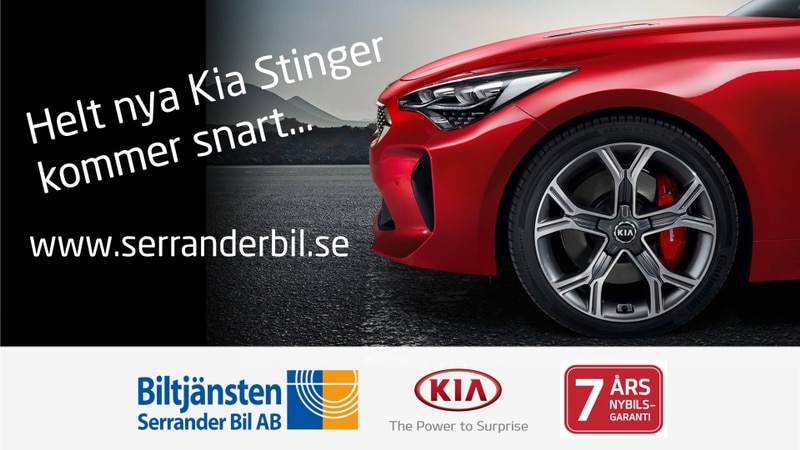 Helt nya Kia Stinger
kommer snart...
www.serranderbil.se
KIA
Biltjänsten
Serrander Bil AB
KIA
The Power to Surprise
7 ÅRS
NYBILS-
GARANTI